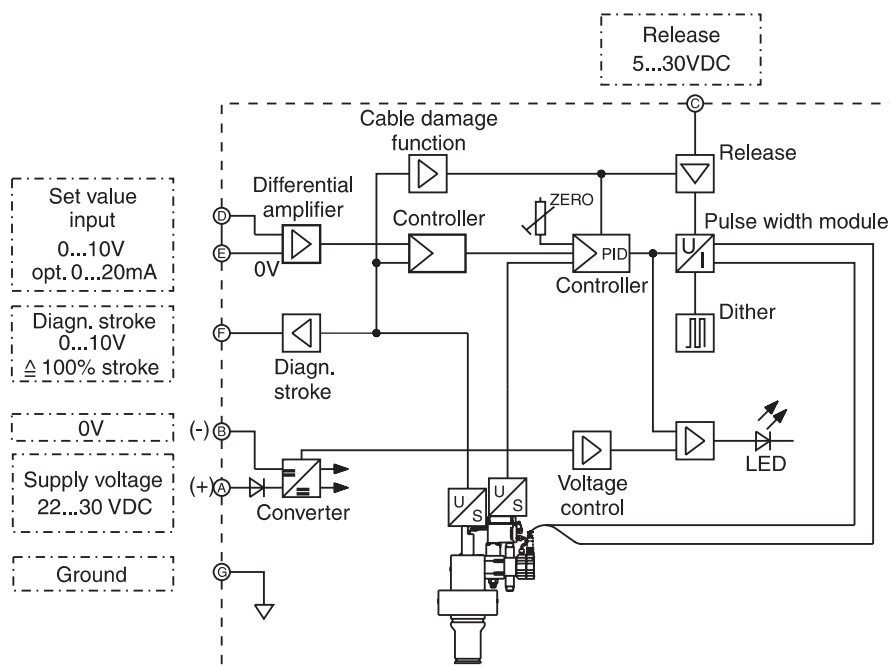 Release
5...30VDC
C
Cable damage
function
Release
Set value
input
0...10V
opt. 0...20mA
D
E
Differential
amplifier
0V
Controller
ZERO
PID
Controller
Pulse width module
U
I
Diagn. stroke
0...10V
≙ 100% stroke
F
Diagn.
stroke
Dither
0V
(-)
B
Supply voltage
22...30 VDC
(+)
A
Converter
U
S
U
S
Voltage
control
LED
Ground
G